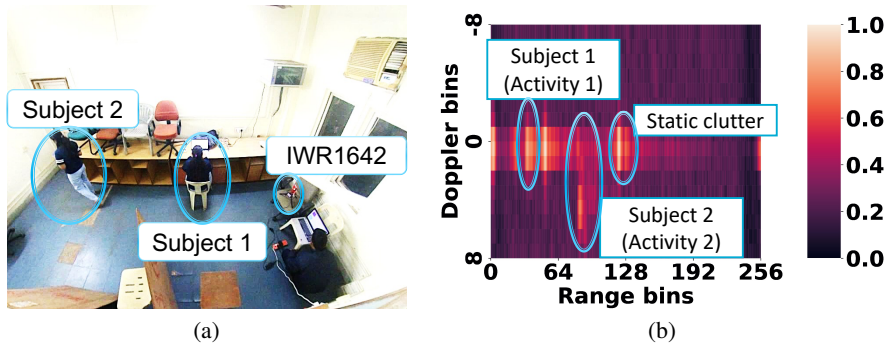 Subject 2
IWR1642
Subject 1
(a)
Subject 1
(Activity 1)
Static clutter
Subject 2
(Activity 2)
Doppler bins
-8
0
8
0 64 128 192 256
Range bins
1.0
0.8
0.6
0.4
0.2
0.0
(b)